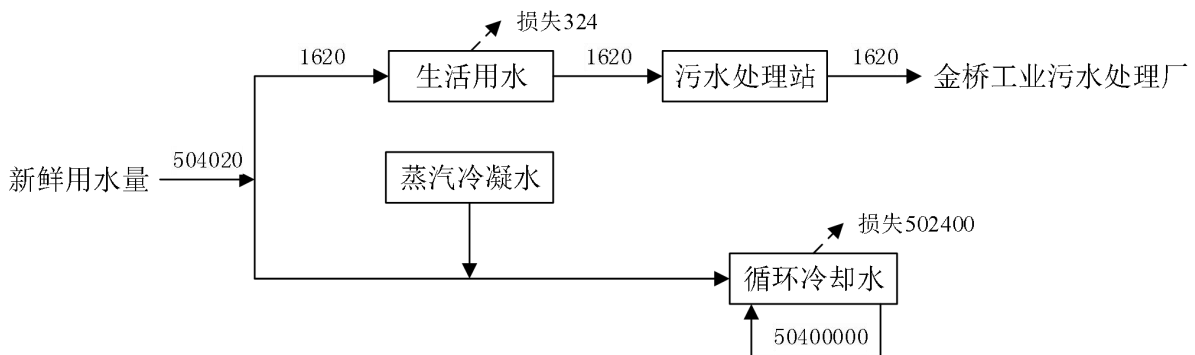 损失324
1620
生活用水
1620
污水处理站
1620
金桥工业污水处理厂
新鲜用水量
504020
蒸汽冷凝水
损失502400
循环冷却水
50400000